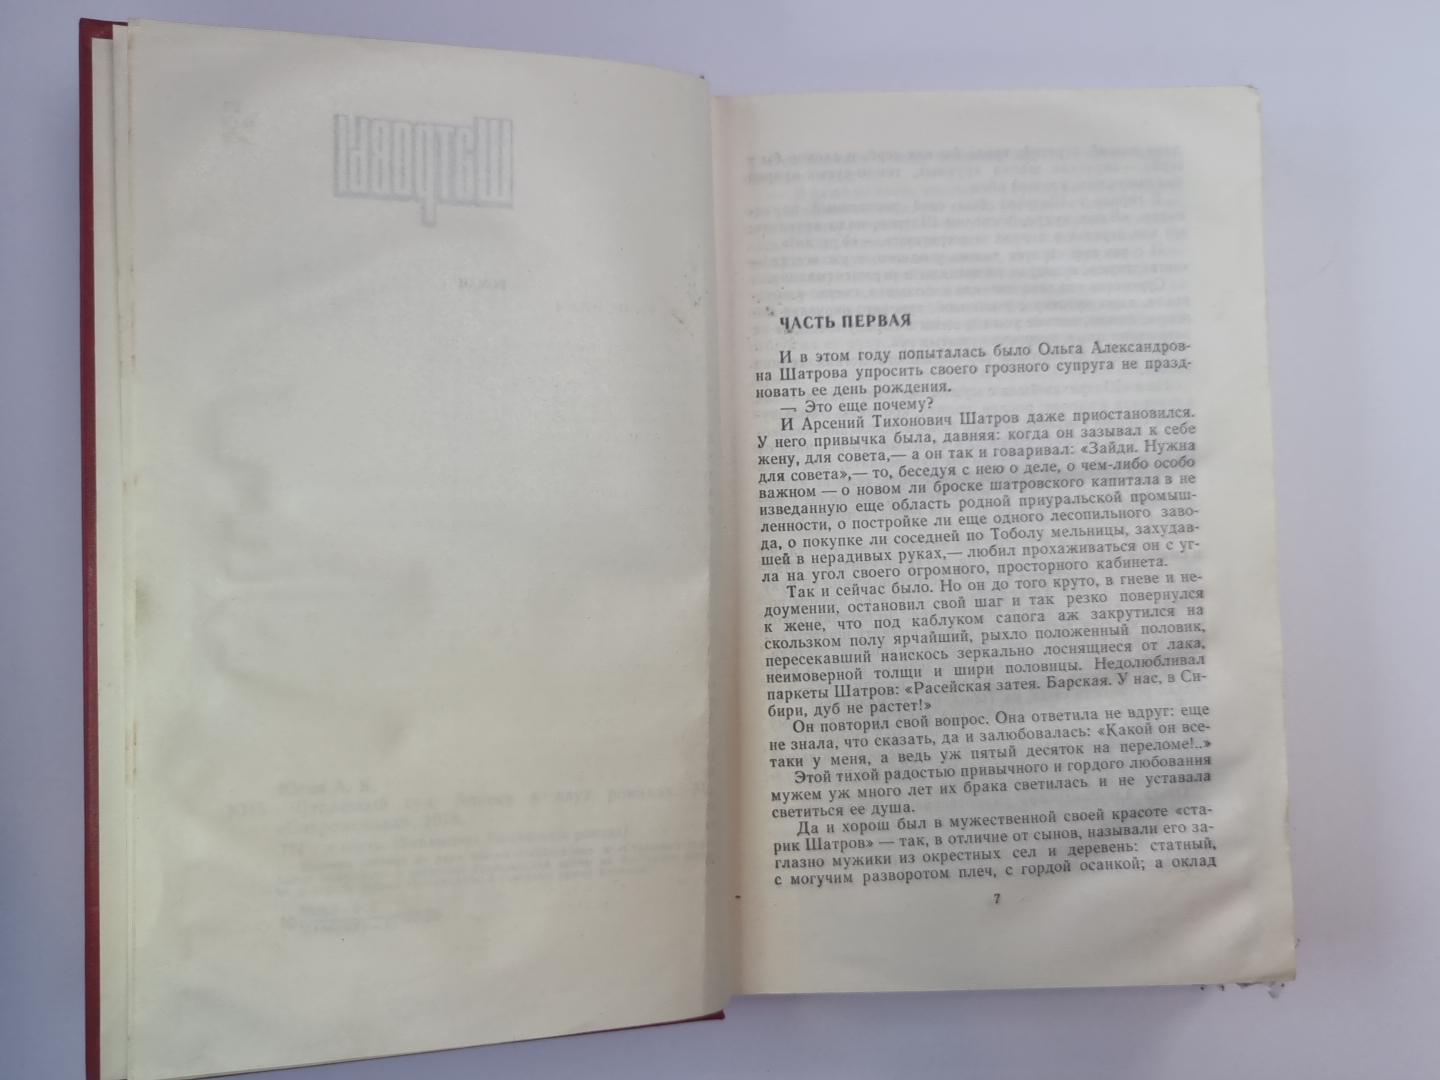 Шатровы
ЧАСТЬ ПЕРВАЯ
И в этом году попыталась было Ольга Александров-
на Шатрова упросить своего грозного супруга не празд-
новать ее день рождения.
— Это еще почему?
И Арсений Тихонович Шатров даже приостановился.
У него привычка была, давняя: когда он зазывал к себе
жену, для совета,— а он так и говаривал: «Зайди. Нужна
для совета»,— то, беседуя с нею о деле, о чем-либо особо
важном — о новом ли броске шатровского капитала в не
изведанную еще область родной приуральской промыш-
ленности, о постройке ли еще одного лесопильного заво-
да, о покупке ли соседней по Тоболу мельницы, захудав-
шей в нерадивых руках,— любил прохаживаться он с уг-
ла на угол своего огромного, просторного кабинета.
Так и сейчас было. Но он до того круто, в гневе и не-
доумении, остановил свой шаг и так резко повернулся
к жене, что под каблуком сапога аж закрутился на
скользком полу ярчайший, рыхло положенный половик,
пересекавший наискось зеркально лоснящиеся от лака,
неимоверной толщи и шири половицы. Недолюбливал
паркеты Шатров: «Расейская затея. Барская. У нас, в Си-
бири, дуб не растет!»
Он повторил свой вопрос. Она ответила не вдруг: еще
не знала, что сказать, да и залюбовалась: «Какой он все-
таки у меня, а ведь уж пятый десяток на переломе!..»
Этой тихой радостью привычного и гордого любования
мужем уж много лет их брака светилась и не уставала
светиться ее душа.
Да и хорош был в мужественной своей красоте «ста-
рик Шатров» — так, в отличие от сынов, называли его за-
глазно мужики из окрестных сел и деревень: статный,
с могучим разворотом плеч, с гордой осанкой; а оклад
7